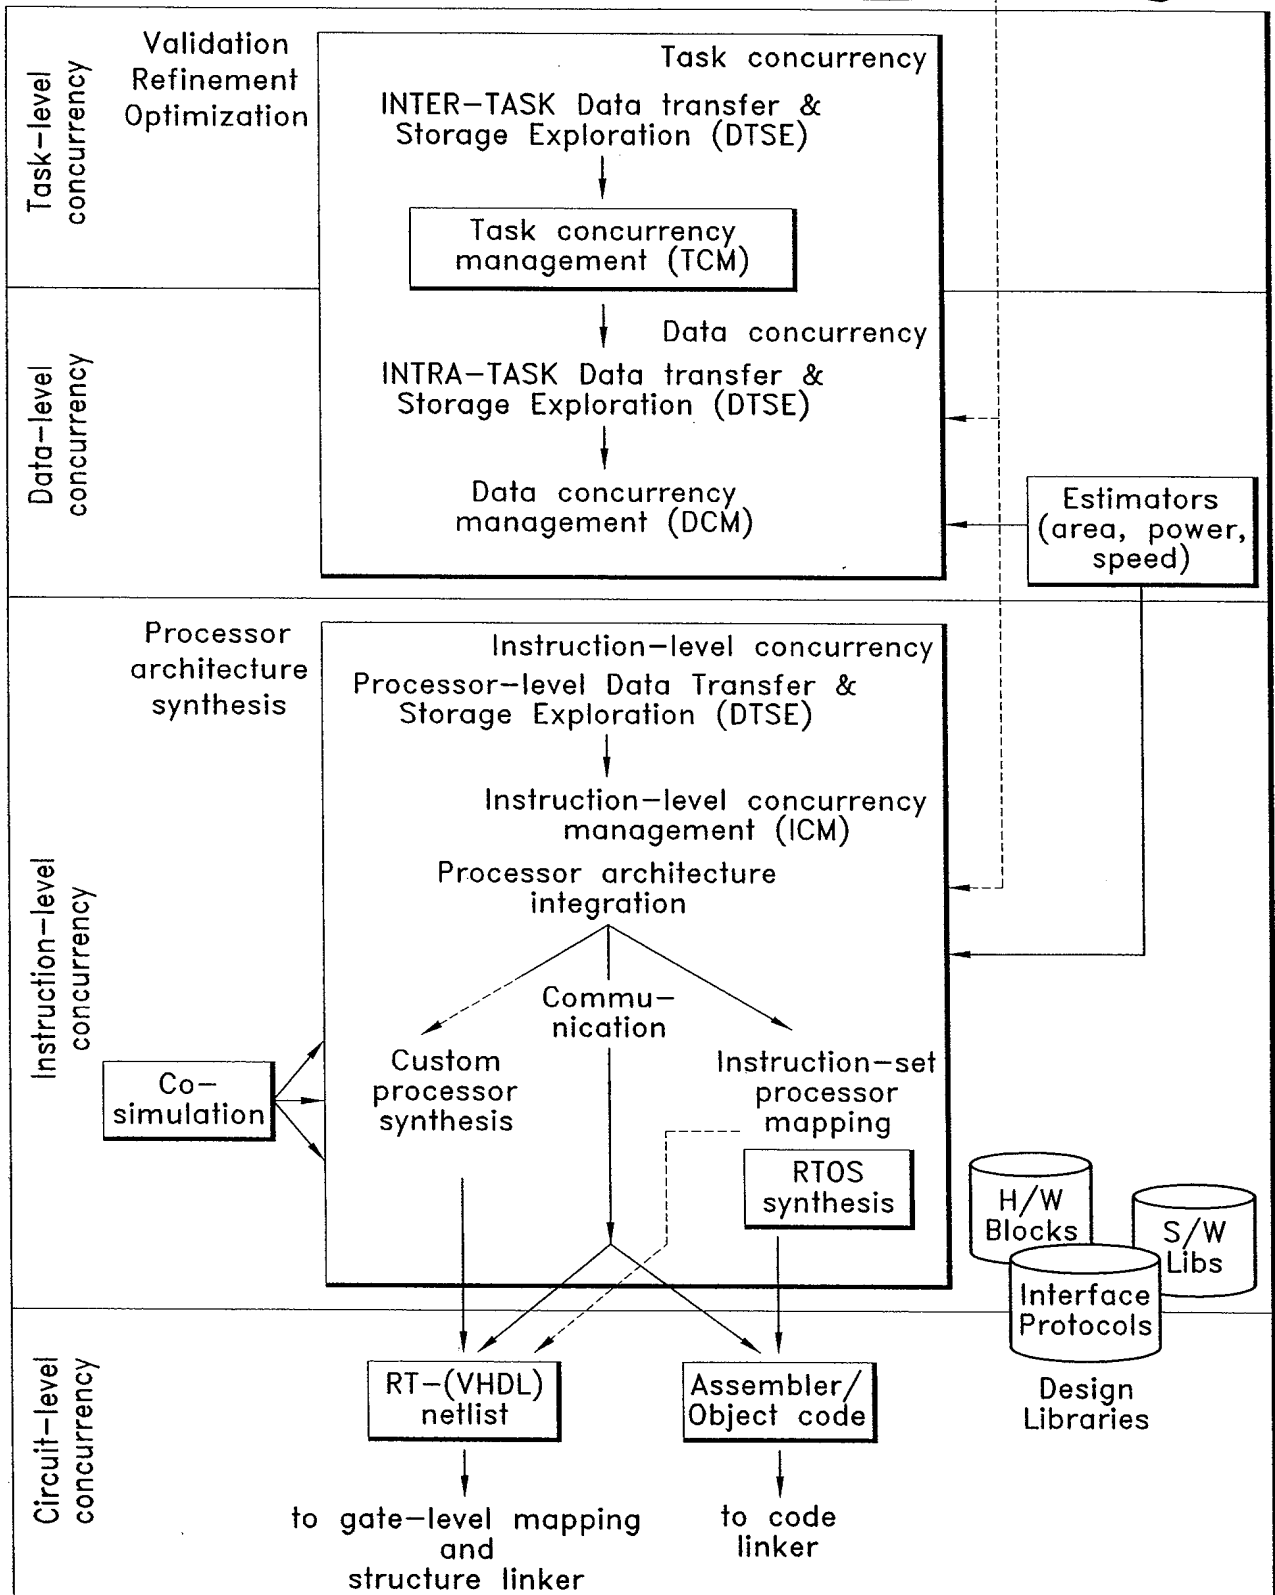 Task-level
concurrency
Validation
Refinement
Optimization
Task concurrency
INTER-TASK Data transfer &
Storage Exploration (DTSE)
Task concurrency
management (TCM)
Data-level
concurrency
Data concurrency
INTRA-TASK Data transfer &
Storage Exploration (DTSE)
Data concurrency
management (DCM)
Estimators
(area, power,
speed)
Instruction-level
concurrency
Processor
architecture
synthesis
Instruction-level concurrency
Processor-level Data Transfer &
Storage Exploration (DTSE)
Instruction-level concurrency
management (ICM)
Processor architecture
integration
Commu-
nication
Custom
processor
synthesis
Instruction-set
processor
mapping
Co-
simulation
RTOS
synthesis
H/W
Blocks
S/W
Libs
Interface
Protocols
Design
Libraries
Circuit-level
concurrency
RT-(VHDL)
netlist
Assembler/
Object code
to gate-level mapping
and
structure linker
to code
linker